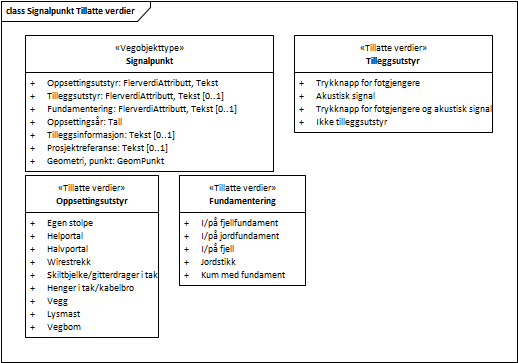 class Signalpunkt Tillatte verdier
«Vegobjekttype»
Signalpunkt
+ Oppsettingsutstyr: FlerverdiAttributt, Tekst
+ Tilleggsutstyr: FlerverdiAttributt, Tekst [0..1]
+ Fundamentering: FlerverdiAttributt, Tekst [0..1]
+ Oppsettingsår: Tall
+ Tilleggsinformasjon: Tekst [0..1]
+ Prosjektreferanse: Tekst [0..1]
+ Geometri, punkt: GeomPunkt
«Tillatte verdier»
Tilleggsutstyr
+ Trykknapp for fotgjengere
+ Akustisk signal
+ Trykknapp for fotgjengere og akustisk signal
+ Ikke tilleggsutstyr
«Tillatte verdier»
Oppsettingsutstyr
+ Egen stolpe
+ Helportal
+ Halvportal
+ Wirestrekk
+ Skiltbjelke/gitterdrager i tak
+ Henger i tak/kabelbro
+ Vegg
+ Lysmast
+ Vegbom
«Tillatte verdier»
Fundamentering
+ I/på fjellfundament
+ I/på jordfundament
+ I/på fjell
+ Jordstikk
+ Kum med fundament